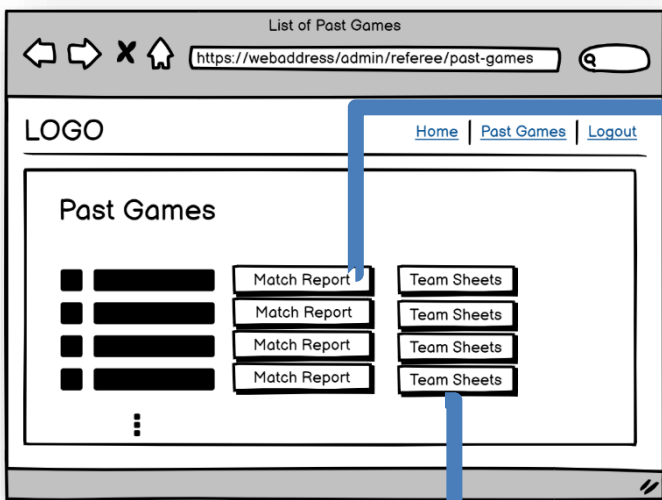 List of Past Games
https://webaddress/admin/referee/past-games
LOGO
Home | Past Games | Logout
Past Games
Match Report Team Sheets
Match Report Team Sheets
Match Report Team Sheets
Match Report Team Sheets